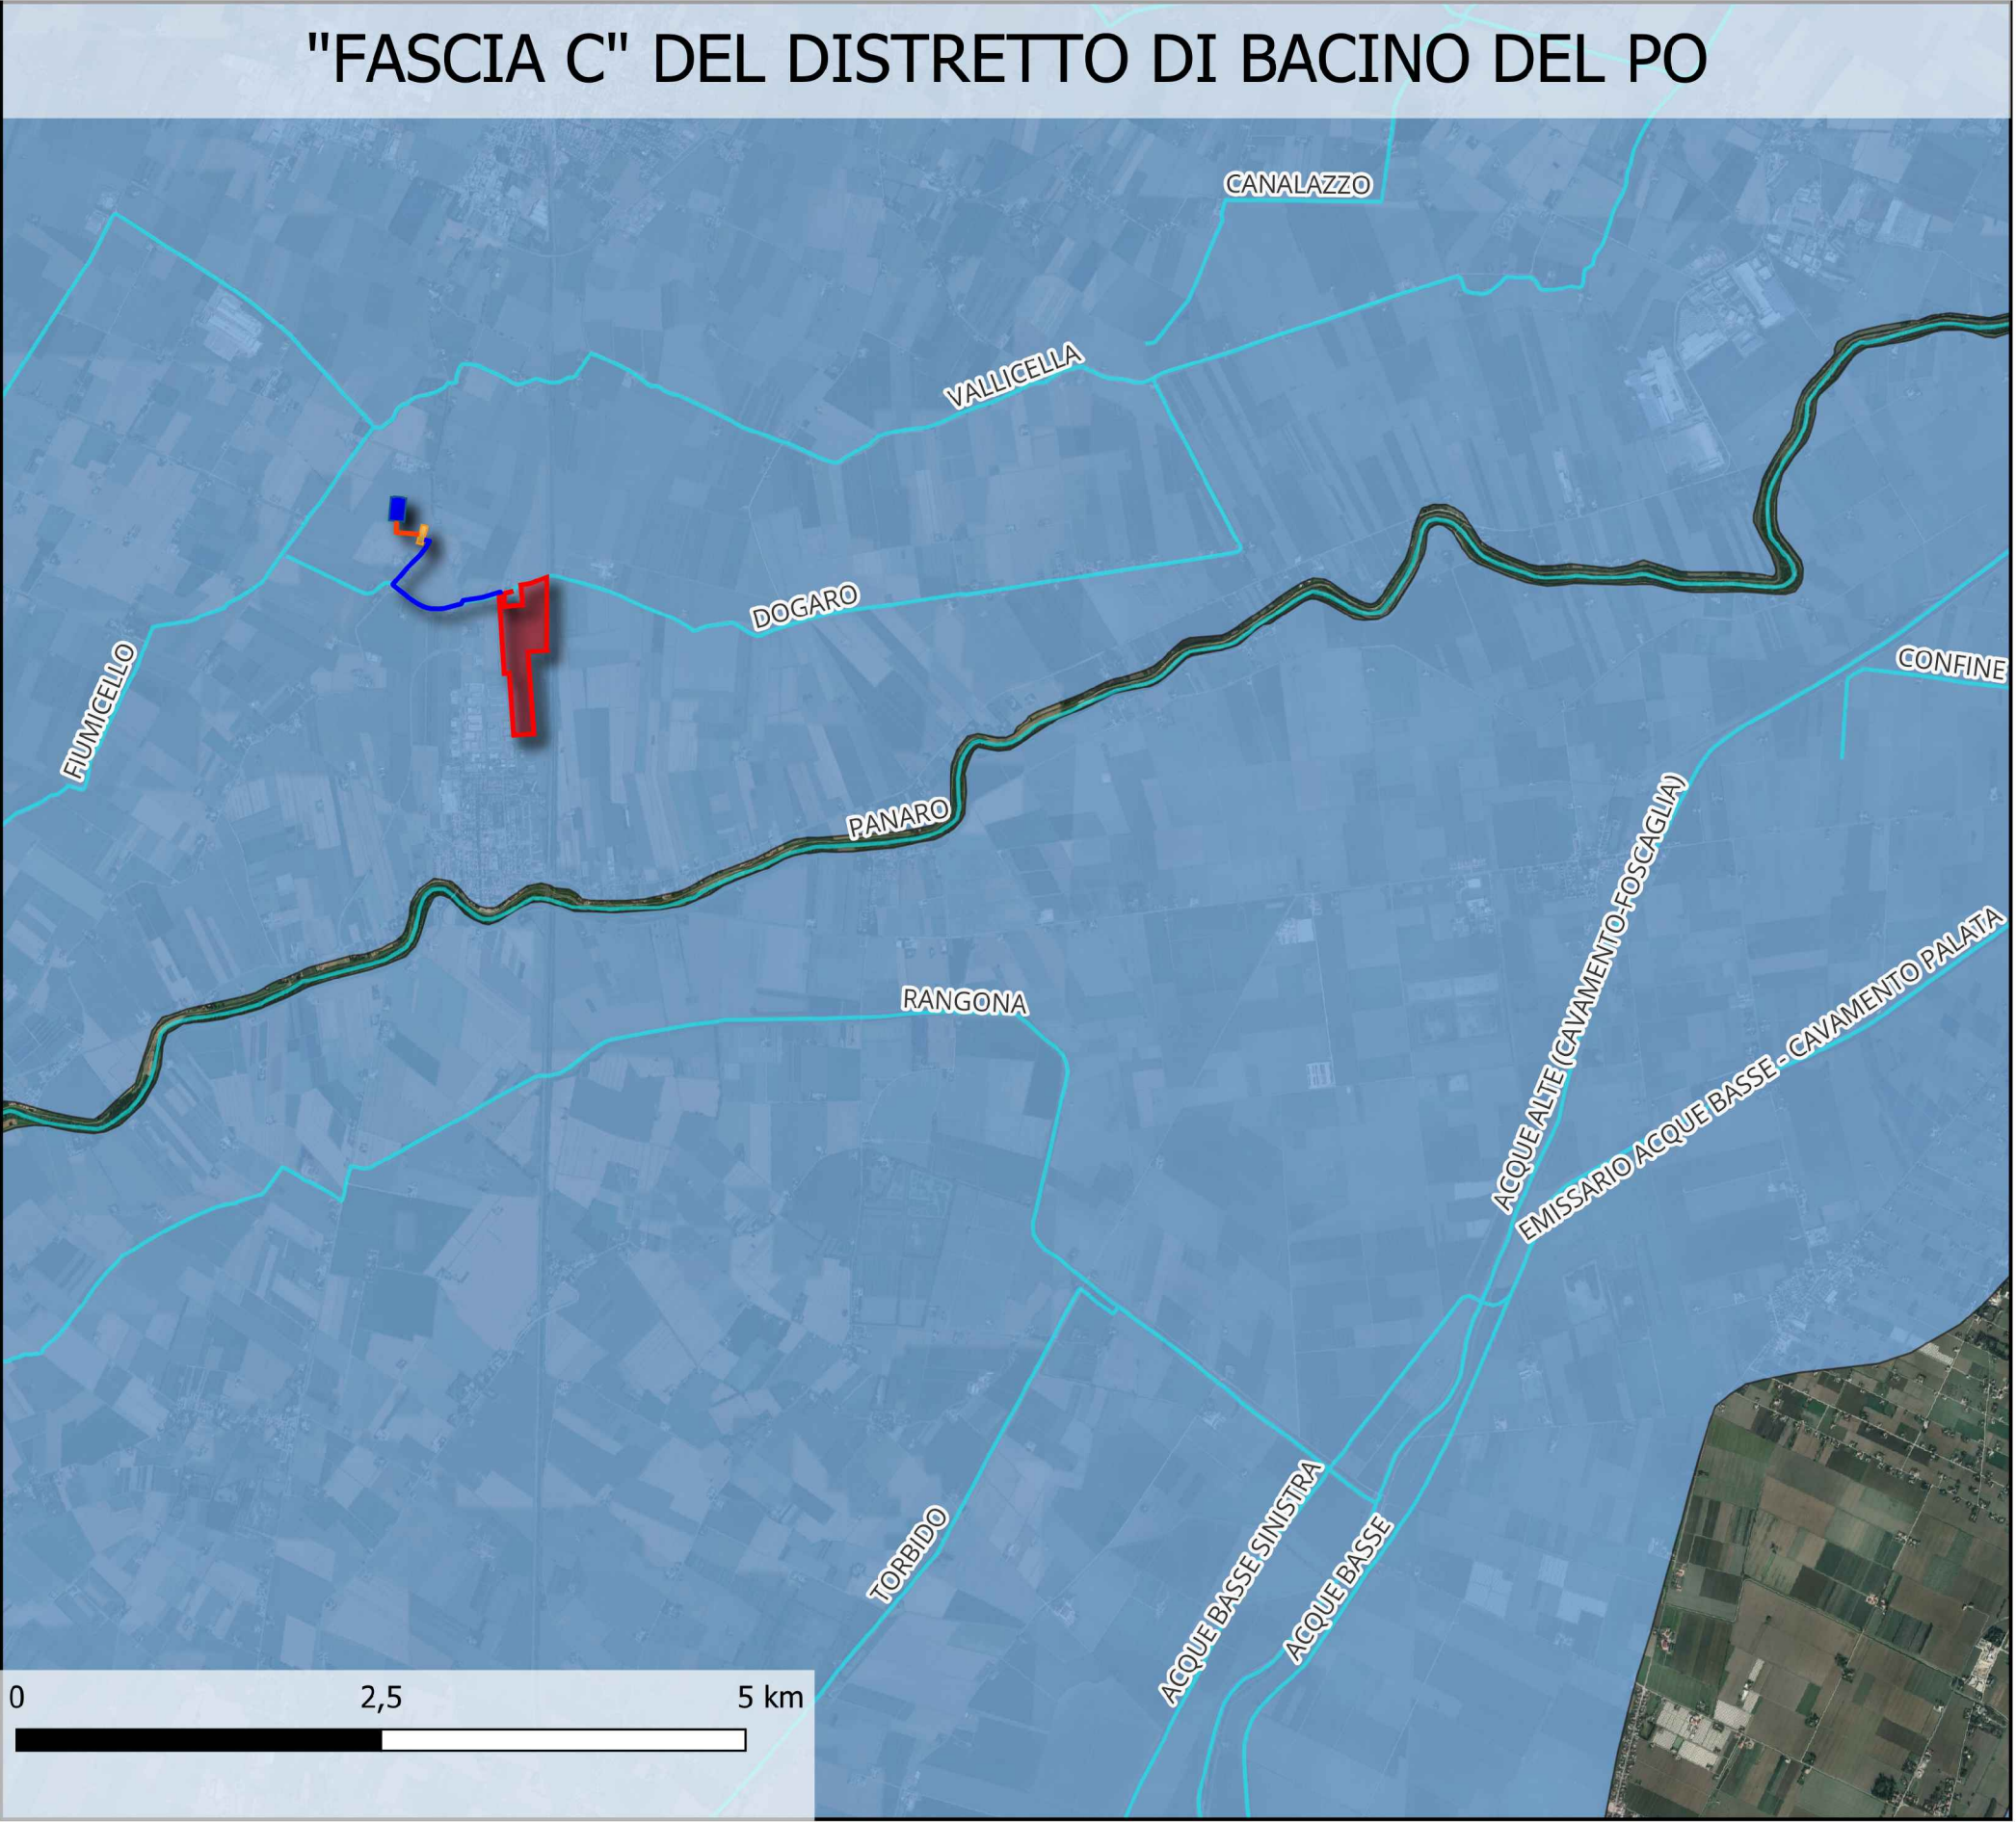 "FASCIA C" DEL DISTRETTO DI BACINO DEL PO
CANALAZZO
VALLICELLA
DOGARO
FIUMICELLO
CONFINE
PANARO
ACQUE ALTE (CAVAMENTO-FOSCAGLIA)
EMISSARIO ACQUE BASSE - CAVAMENTO PALATA
RANGONA
TORBIDO
ACQUE BASSE SINISTRA
ACQUE BASSE
0 2,5 5 km